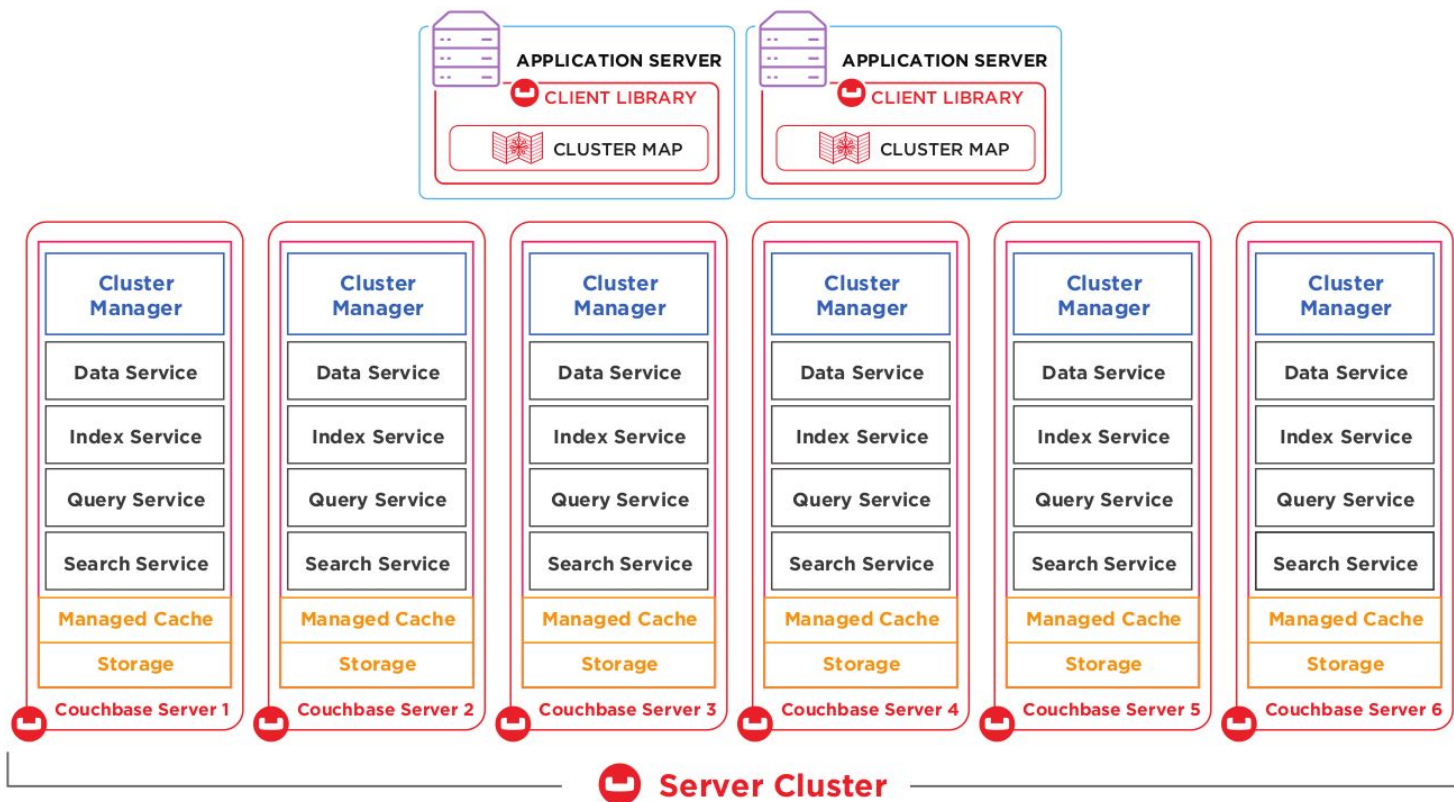 APPLICATION SERVER
CLIENT LIBRARY
CLUSTER MAP
APPLICATION SERVER
CLIENT LIBRARY
CLUSTER MAP
Cluster
Manager
Data Service
Index Service
Query Service
Search Service
Managed Cache
Storage
Couchbase Server 1
Cluster
Manager
Data Service
Index Service
Query Service
Search Service
Managed Cache
Storage
Couchbase Server 2
Cluster
Manager
Data Service
Index Service
Query Service
Search Service
Managed Cache
Storage
Couchbase Server 3
Cluster
Manager
Data Service
Index Service
Query Service
Search Service
Managed Cache
Storage
Couchbase Server 4
Cluster
Manager
Data Service
Index Service
Query Service
Search Service
Managed Cache
Storage
Couchbase Server 5
Cluster
Manager
Data Service
Index Service
Query Service
Search Service
Managed Cache
Storage
Couchbase Server 6
Server Cluster